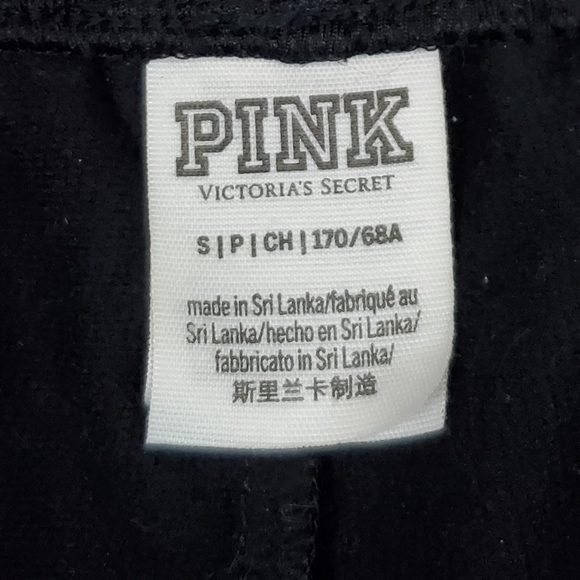 PINK
VICTORIA'S SECRET
S|P|CH|170/68A
made in Sri Lanka/fabriqué au
Sri Lanka/hecho en Sri Lanka/
fabbricato in Sri Lanka/
斯里兰卡制造